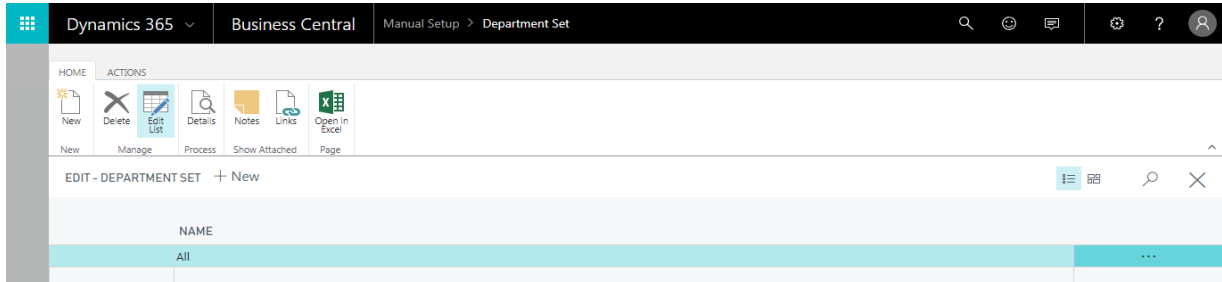 Dynamics 365 Business Central Manual Setup > Department Set ?
HOME ACTIONS
New Delete Edit List Details Notes Links Open in Excel
New Manage Process Show Attached Page
EDIT - DEPARTMENT SET + New
NAME
All ...